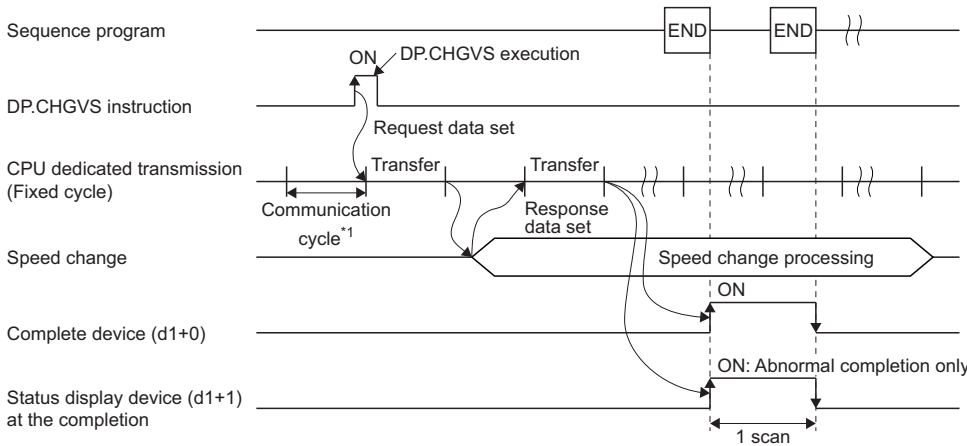 Sequence program
END
END
ON
DP.CHGVS execution
DP.CHGVS instruction
Request data set
CPU dedicated transmission
(Fixed cycle)
Transfer
Transfer
Communication
cycle*1
Response
data set
Speed change
Speed change processing
ON
Complete device (d1+0)
ON: Abnormal completion only
Status display device (d1+1)
at the completion
1 scan